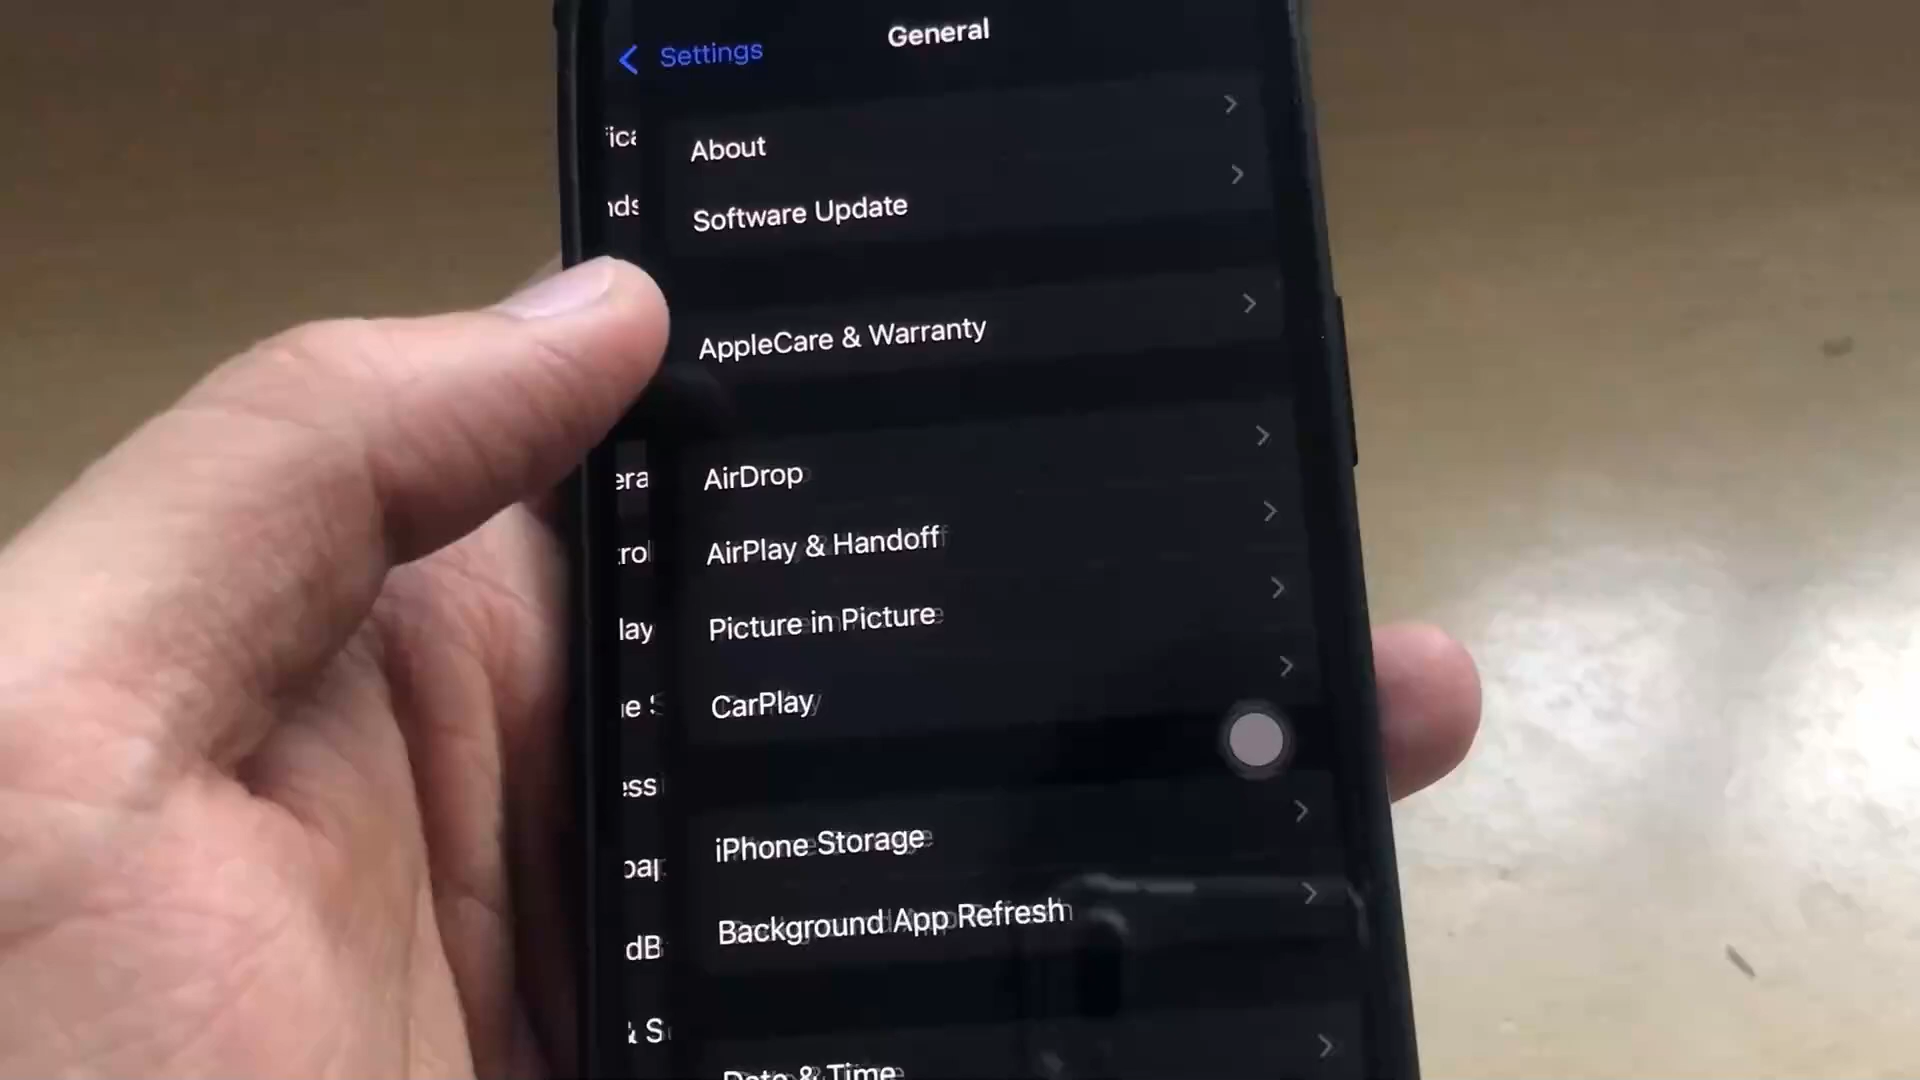 Settings
General
About
Software Update
AppleCare & Warranty
AirDrop
AirPlay & Handoff
Picture in Picture
CarPlay
iPhone Storage
Background App Refresh
Date & Time